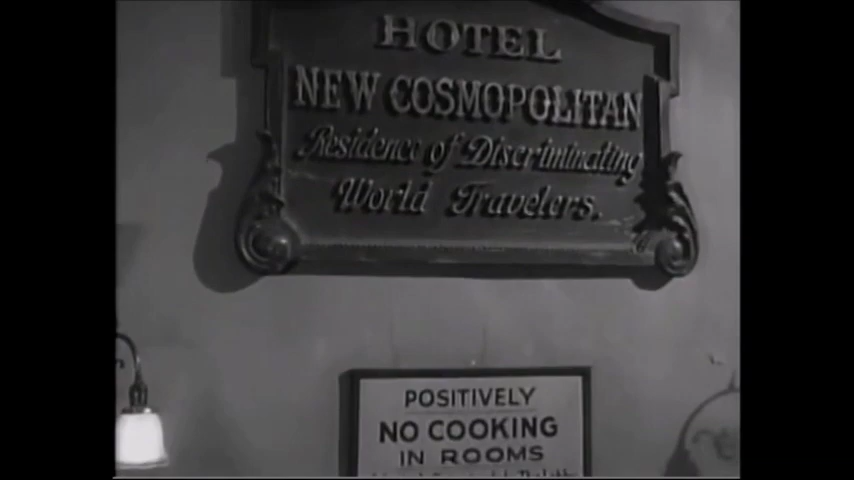 HOTEL
NEW COSMOPOLITAN
Residence of Discriminating
World Travelers.
POSITIVELY
NO COOKING
IN ROOMS